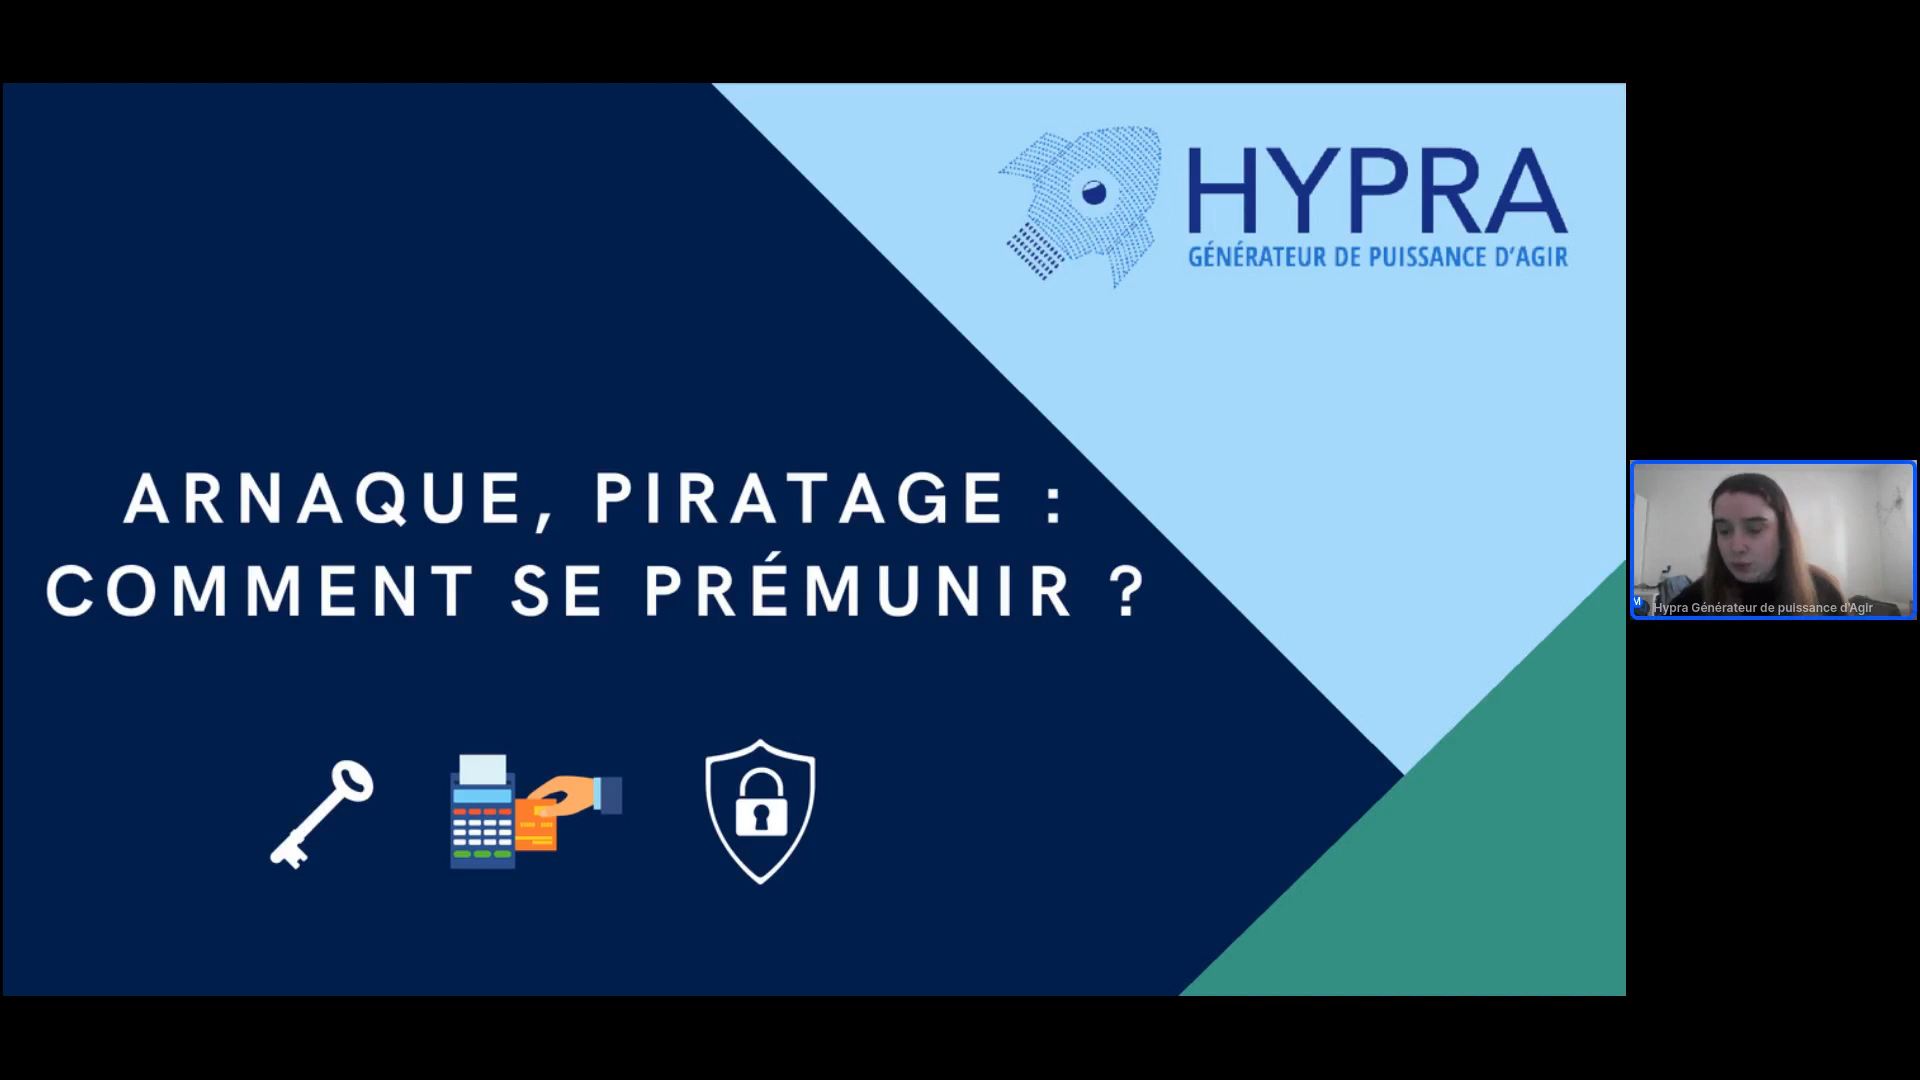 HYPRA
GÉNÉRATEUR DE PUISSANCE D'AGIR
ARNAQUE, PIRATAGE :
COMMENT SE PRÉMUNIR ?
M
Hypra Générateur de puissance d'Agir